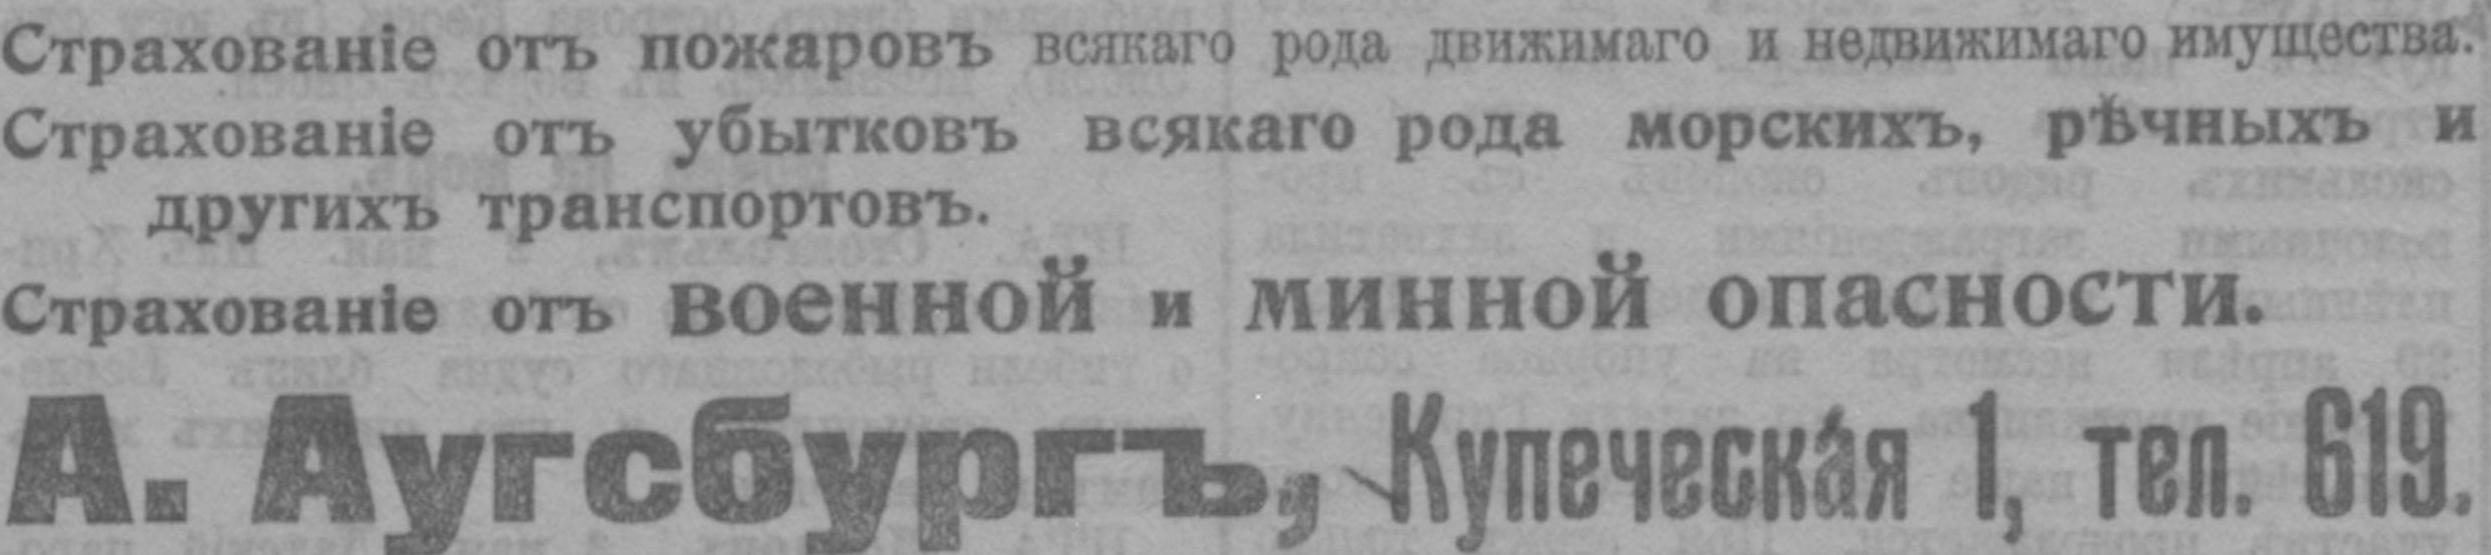 Страхованіе отъ пожаровъ всякаго рода движимаго и недвижимаго имущества.
Страхованіе отъ убытковъ всякаго рода морскихъ, рѣчныхъ и
другихъ транспортовъ.
Страхованіе отъ военной и минной опасности.
А. Аугсбургъ, Купеческая 1, тел. 619.